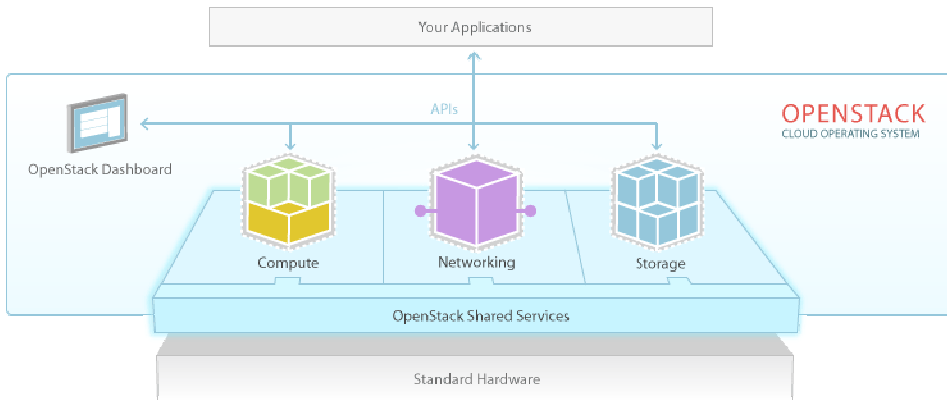 Your Applications
APIs
OPENSTACK
CLOUD OPERATING SYSTEM
OpenStack Dashboard
Compute
Networking
Storage
OpenStack Shared Services
Standard Hardware